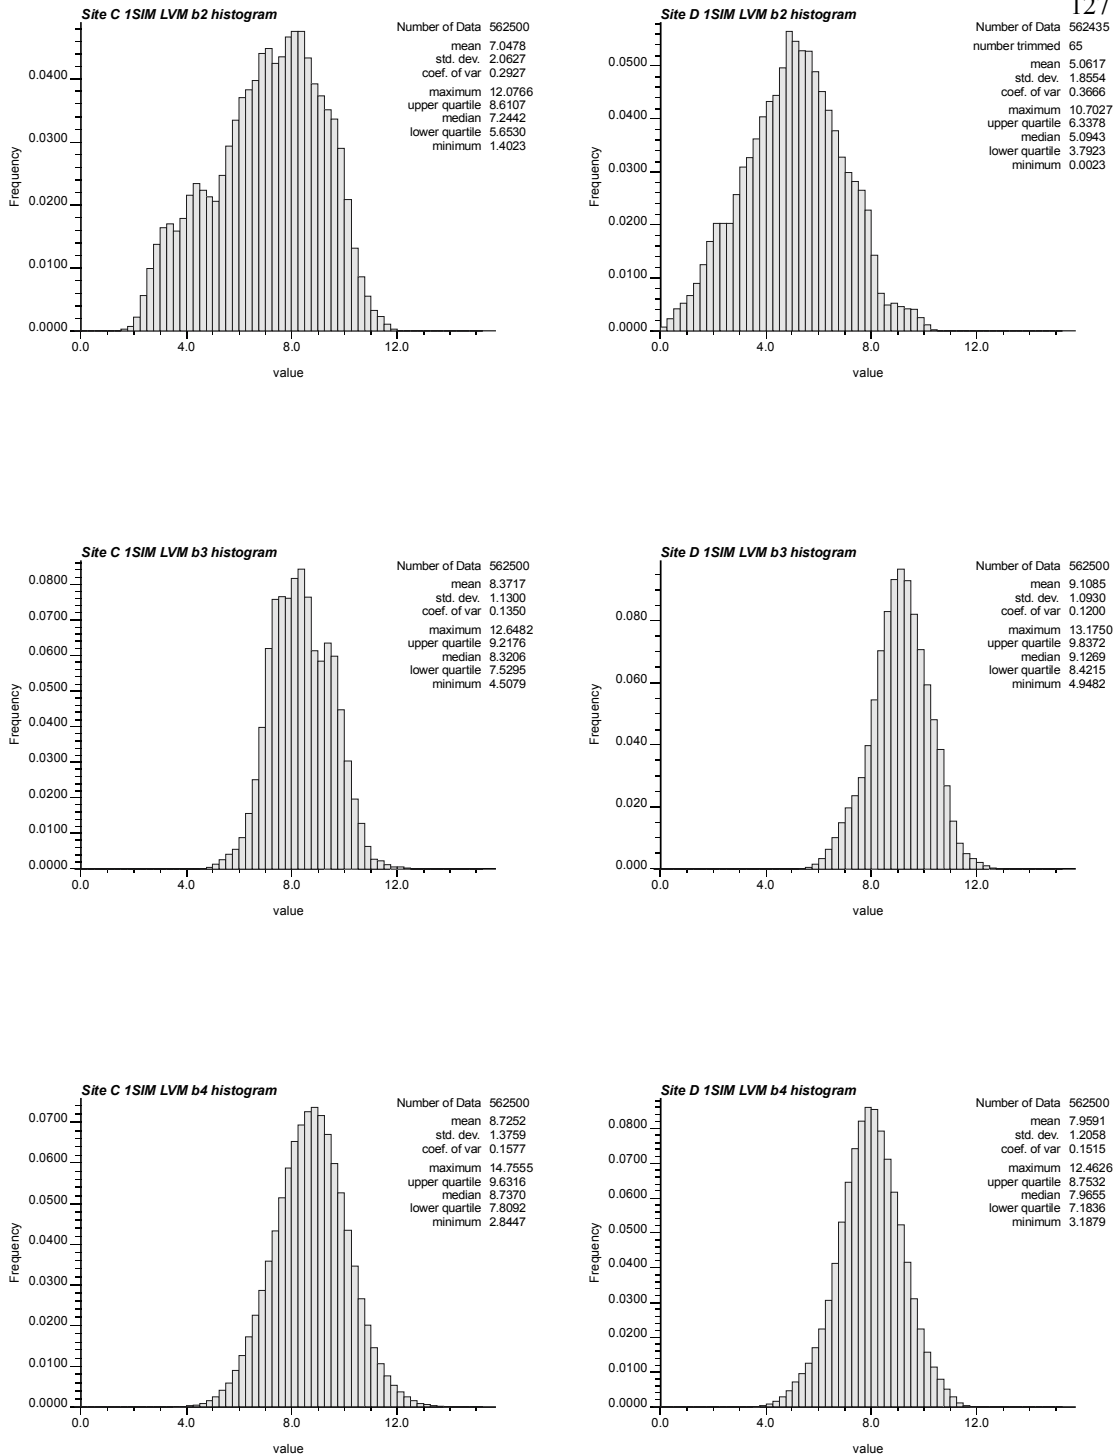 127
Site C 1SIM LVM b2 histogram
Number of Data 562500
mean 7.0478
std. dev. 2.0627
coef. of var 0.2927
maximum 12.0766
upper quartile 8.6107
median 7.2442
lower quartile 5.6530
minimum 1.4023
Frequency
0.0400
0.0300
0.0200
0.0100
0.0000
0.0 4.0 8.0 12.0
value
Site D 1SIM LVM b2 histogram
Number of Data 562435
number trimmed 65
mean 5.0617
std. dev. 1.8554
coef. of var 0.3666
maximum 10.7027
upper quartile 6.3378
median 5.0943
lower quartile 3.7923
minimum 0.0023
Frequency
0.0500
0.0400
0.0300
0.0200
0.0100
0.0000
0.0 4.0 8.0 12.0
value
Site C 1SIM LVM b3 histogram
Number of Data 562500
mean 8.3717
std. dev. 1.1300
coef. of var 0.1350
maximum 12.6482
upper quartile 9.2176
median 8.3206
lower quartile 7.5295
minimum 4.5079
Frequency
0.0800
0.0700
0.0600
0.0500
0.0400
0.0300
0.0200
0.0100
0.0000
0.0 4.0 8.0 12.0
value
Site D 1SIM LVM b3 histogram
Number of Data 562500
mean 9.1085
std. dev. 1.0930
coef. of var 0.1200
maximum 13.1750
upper quartile 9.8372
median 9.1269
lower quartile 8.4215
minimum 4.9482
Frequency
0.080
0.060
0.040
0.020
0.000
0.0 4.0 8.0 12.0
value
Site C 1SIM LVM b4 histogram
Number of Data 562500
mean 8.7252
std. dev. 1.3759
coef. of var 0.1577
maximum 14.7555
upper quartile 9.6316
median 8.7370
lower quartile 7.8092
minimum 2.8447
Frequency
0.0700
0.0600
0.0500
0.0400
0.0300
0.0200
0.0100
0.0000
0.0 4.0 8.0 12.0
value
Site D 1SIM LVM b4 histogram
Number of Data 562500
mean 7.9591
std. dev. 1.2058
coef. of var 0.1515
maximum 12.4626
upper quartile 8.7532
median 7.9655
lower quartile 7.1836
minimum 3.1879
Frequency
0.0800
0.0700
0.0600
0.0500
0.0400
0.0300
0.0200
0.0100
0.0000
0.0 4.0 8.0 12.0
value